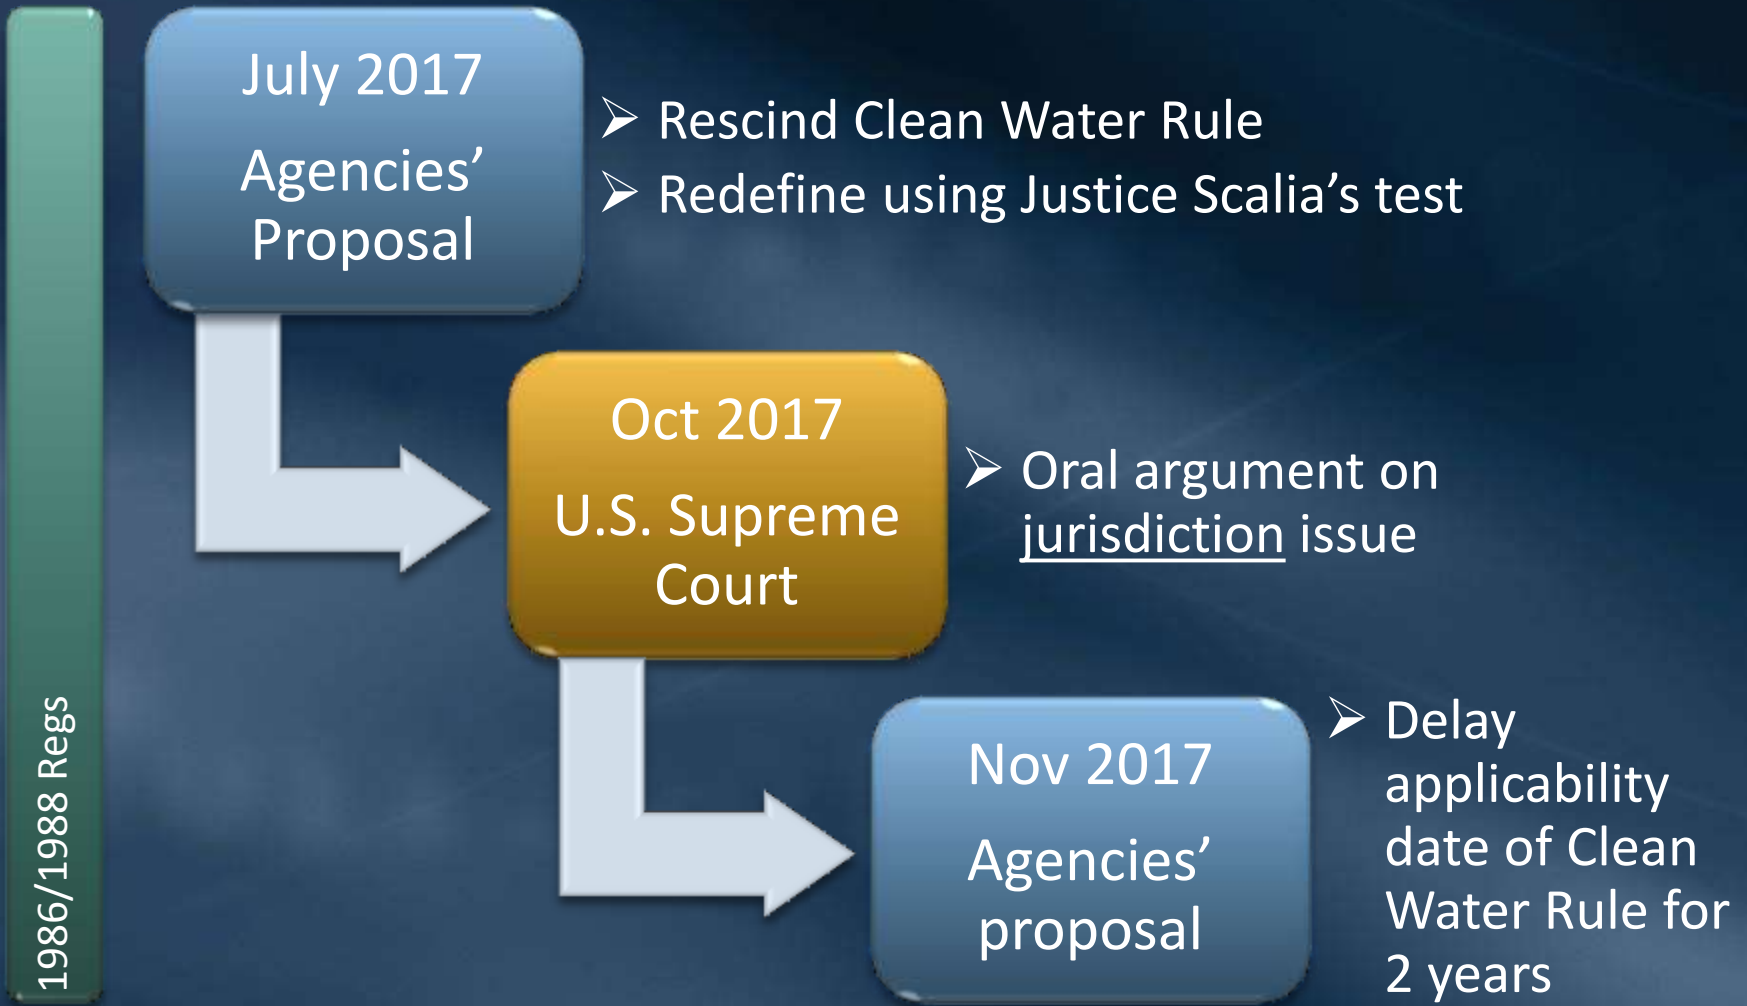 July 2017
Agencies’
Proposal
➢ Rescind Clean Water Rule
➢ Redefine using Justice Scalia’s test
Oct 2017
U.S. Supreme
Court
➢ Oral argument on
jurisdiction issue
Nov 2017
Agencies’
proposal
➢ Delay
applicability
date of Clean
Water Rule for
2 years
1986/1988 Regs